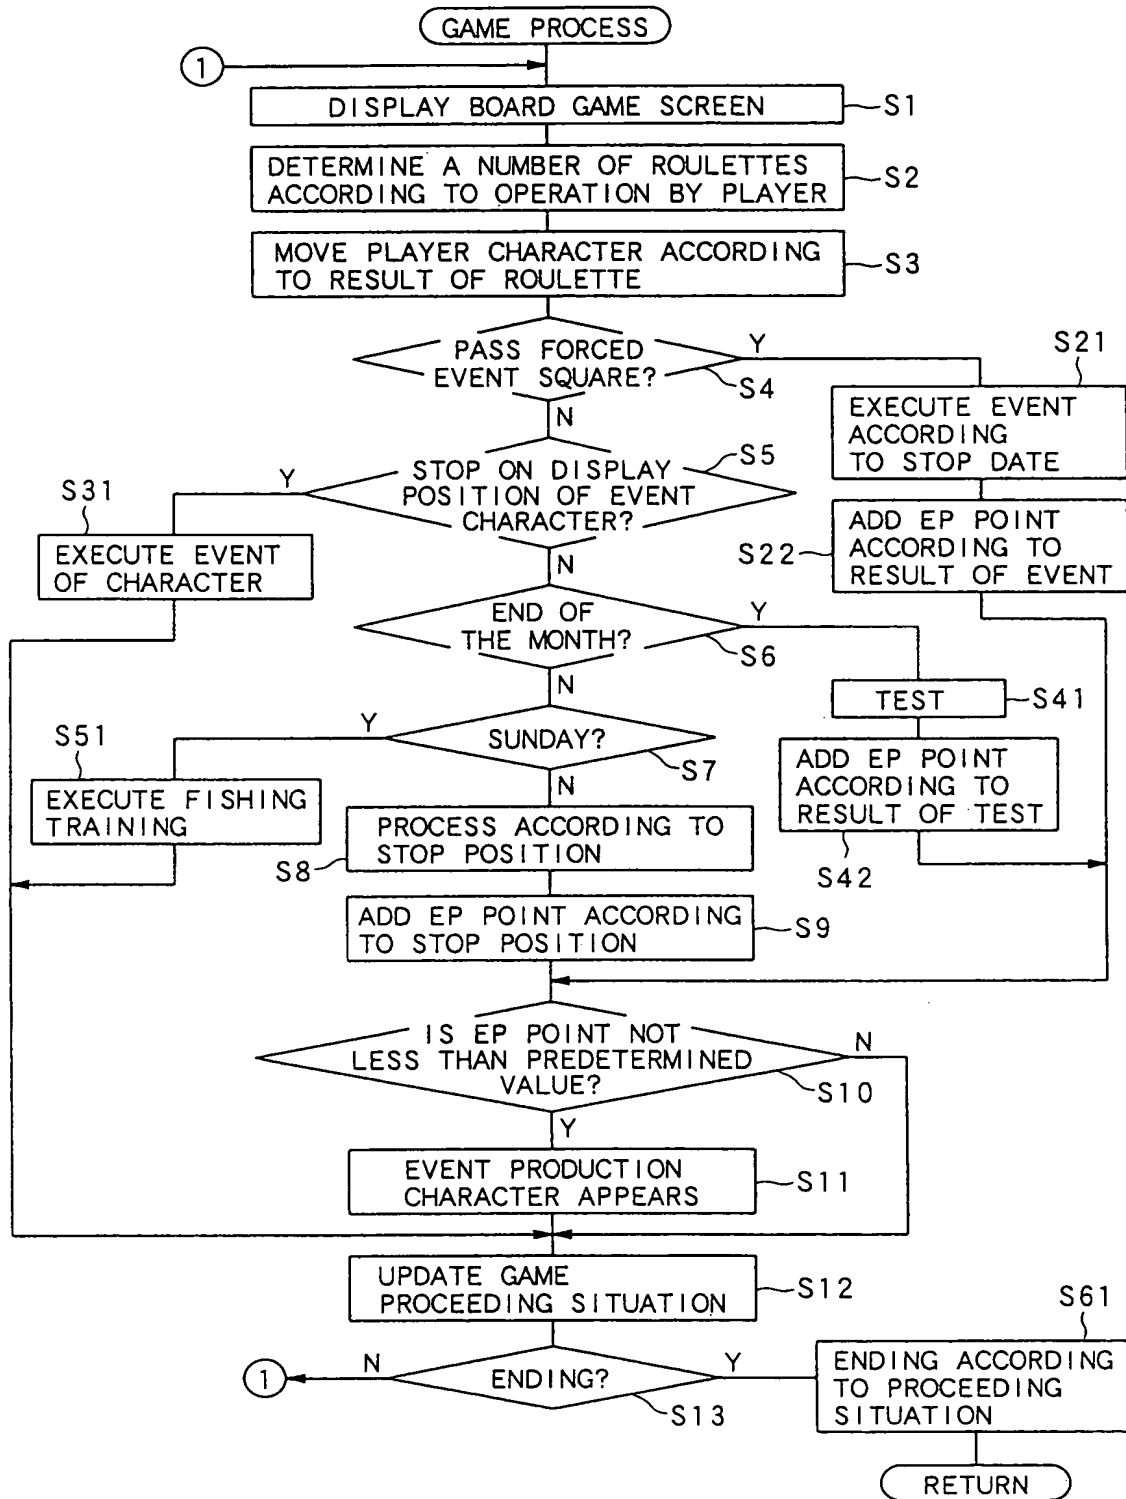 GAME PROCESS
1
DISPLAY BOARD GAME SCREEN
S1
DETERMINE A NUMBER OF ROULETTES
ACCORDING TO OPERATION BY PLAYER
S2
MOVE PLAYER CHARACTER ACCORDING
TO RESULT OF ROULETTE
S3
PASS FORCED
EVENT SQUARE?
Y
S4
N
S21
EXECUTE EVENT
ACCORDING
TO STOP DATE
STOP ON DISPLAY
POSITION OF EVENT
CHARACTER?
S5
Y
N
S31
EXECUTE EVENT
OF CHARACTER
S22
ADD EP POINT
ACCORDING TO
RESULT OF EVENT
END OF
THE MONTH?
Y
S6
N
TEST
S41
SUNDAY?
Y
S7
N
S51
EXECUTE FISHING
TRAINING
ADD EP POINT
ACCORDING TO
RESULT OF TEST
S42
PROCESS ACCORDING TO
STOP POSITION
S8
ADD EP POINT ACCORDING
TO STOP POSITION
S9
IS EP POINT NOT
LESS THAN PREDETERMINED
VALUE?
N
S10
Y
EVENT PRODUCTION
CHARACTER APPEARS
S11
UPDATE GAME
PROCEEDING SITUATION
S12
S61
1
N
ENDING?
Y
S13
ENDING ACCORDING
TO PROCEEDING
SITUATION
RETURN